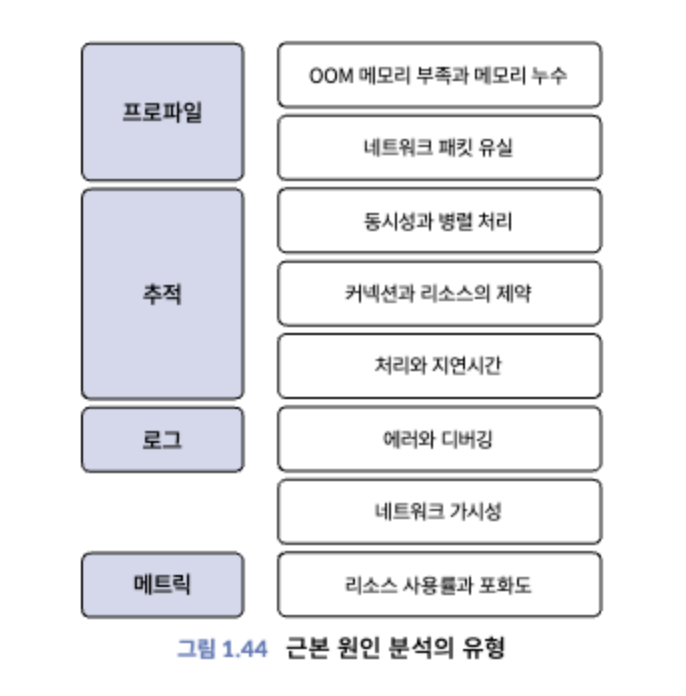 프로파일
OOM 메모리 부족과 메모리 누수
네트워크 패킷 유실
추적
동시성과 병렬 처리
커넥션과 리소스의 제약
처리와 지연시간
로그
에러와 디버깅
네트워크 가시성
메트릭
리소스 사용률과 포화도
그림 1.44 근본 원인 분석의 유형